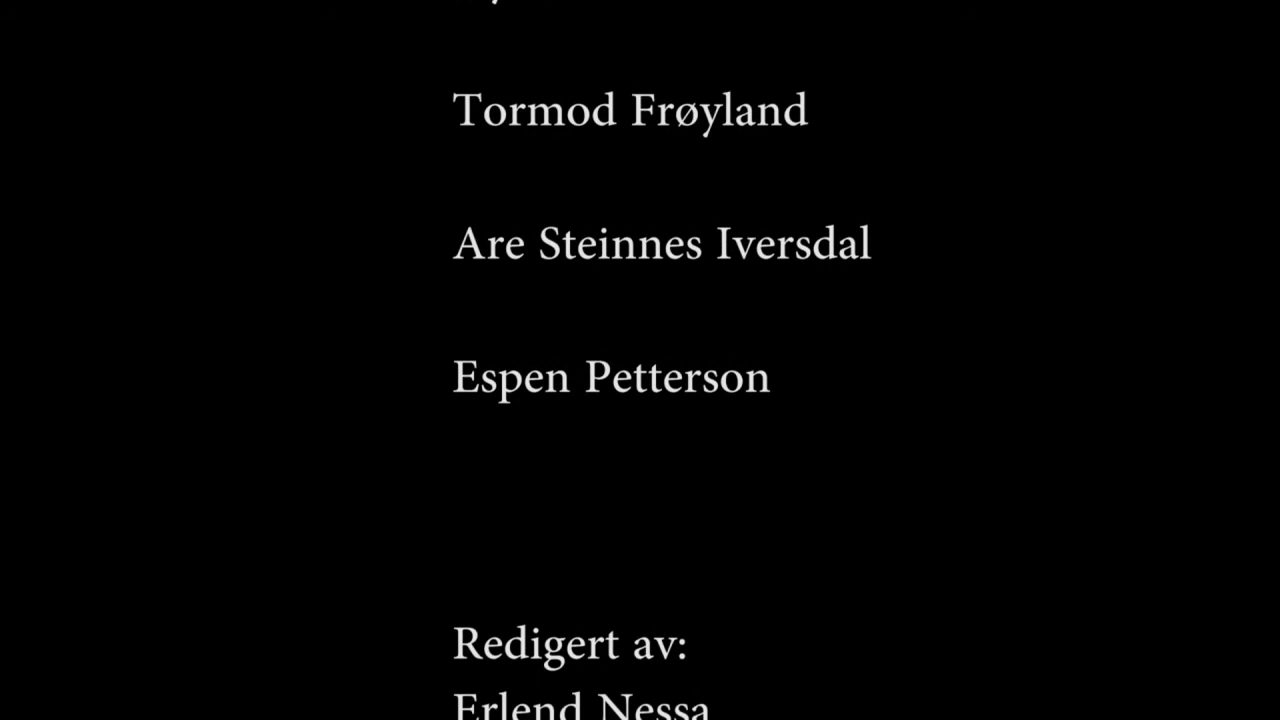 Tormod Frøyland
Are Steinnes Iversdal
Espen Petterson
Redigert av:
Erlend Nessa